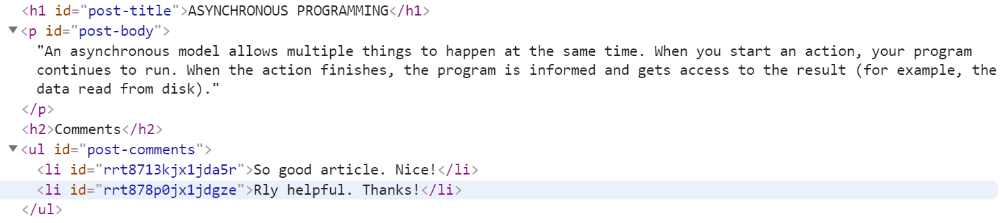 <h1 id="post-title">ASYNCHRONOUS PROGRAMMING</h1>
<p id="post-body">
"An asynchronous model allows multiple things to happen at the same time. When you start an action, your program
continues to run. When the action finishes, the program is informed and gets access to the result (for example, the
data read from disk)."
</p>
<h2>Comments</h2>
<ul id="post-comments">
<li id="rrt8713kjx1jda5r">So good article. Nice!</li>
<li id="rrt878p0jx1jdgze">Rly helpful. Thanks!</li>
</ul>